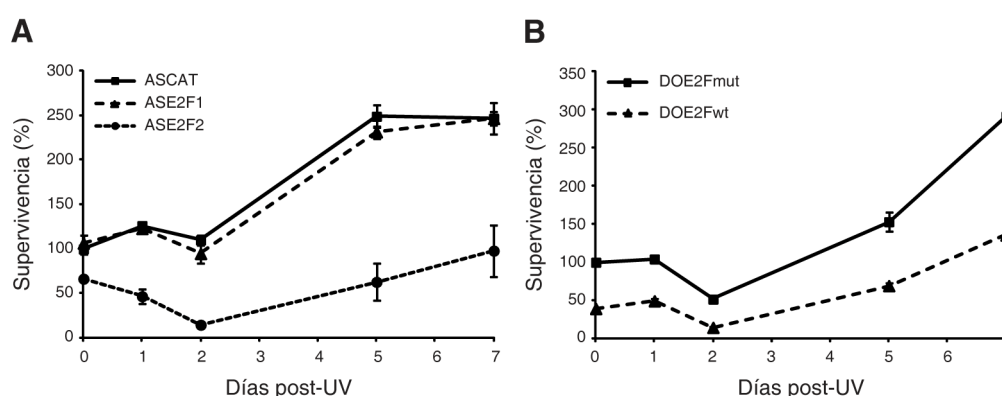 A
Supervivencia (%)
300
250
200
150
100
50
0
ASCAT
ASE2F1
ASE2F2
0 1 2 3 4 5 6 7
Días post-UV
B
Supervivencia (%)
350
300
250
200
150
100
50
0
DOE2Fmut
DOE2Fwt
0 1 2 3 4 5 6
Días post-UV